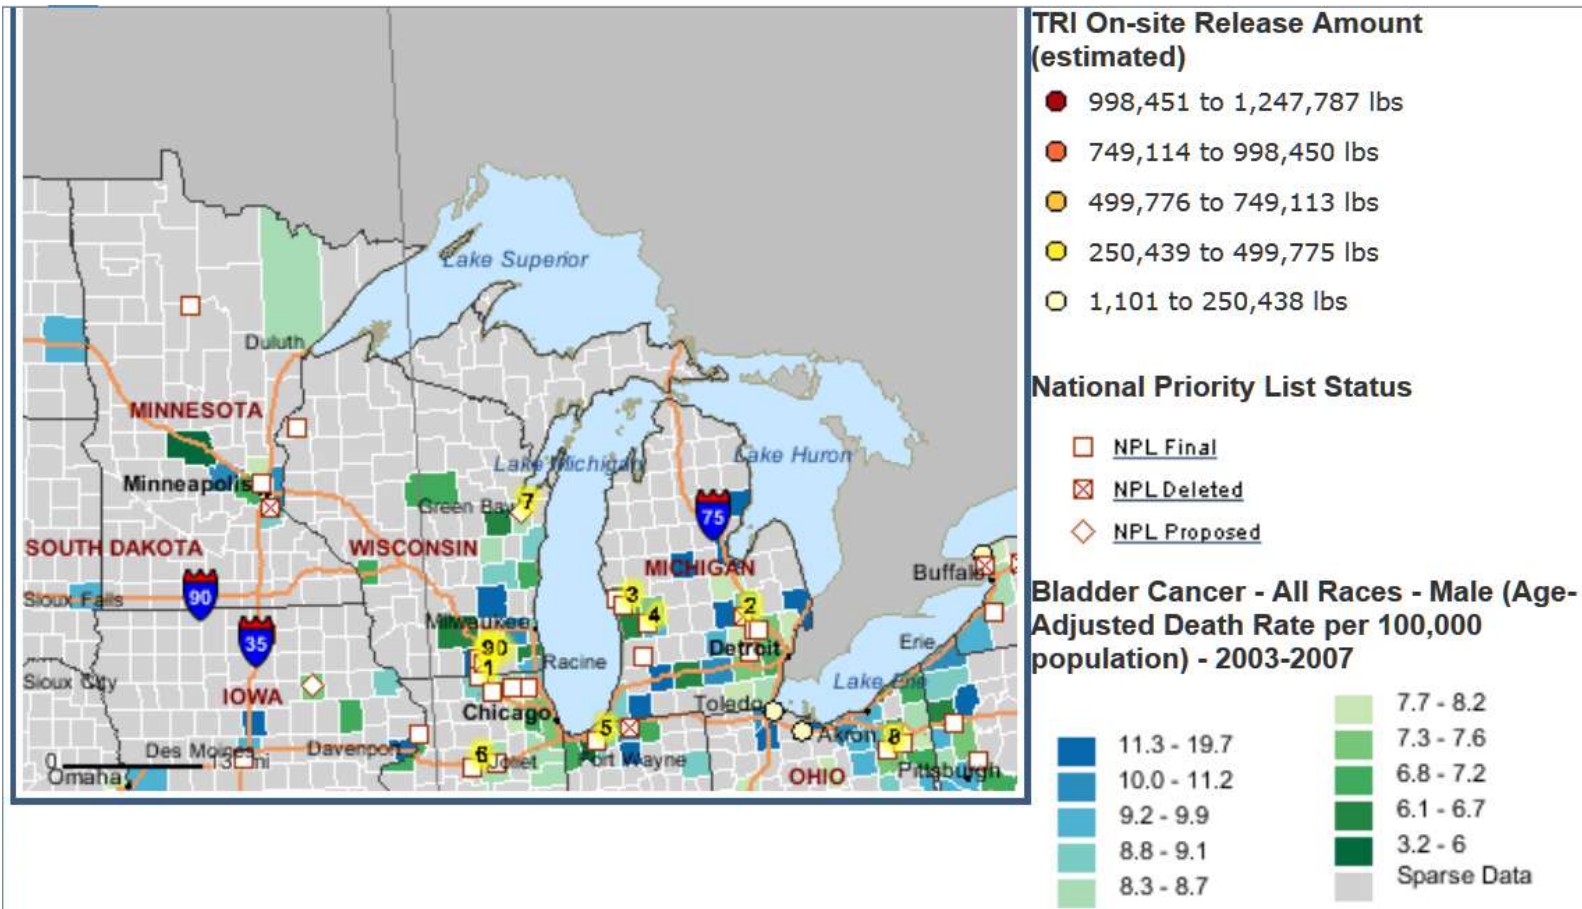 TRI On-site Release Amount
(estimated)
998,451 to 1,247,787 lbs
749,114 to 998,450 lbs
499,776 to 749,113 lbs
250,439 to 499,775 lbs
1,101 to 250,438 lbs
National Priority List Status
NPL Final
NPL Deleted
NPL Proposed
Bladder Cancer - All Races - Male (Age-
Adjusted Death Rate per 100,000
population) - 2003-2007
11.3 - 19.7
10.0 - 11.2
9.2 - 9.9
8.8 - 9.1
8.3 - 8.7
7.7 - 8.2
7.3 - 7.6
6.8 - 7.2
6.1 - 6.7
3.2 - 6
Sparse Data
Lake Superior
Duluth
MINNESOTA
Lake Michigan
Lake Huron
Minneapolis
Green Bay
7
75
SOUTH DAKOTA
WISCONSIN
MICHIGAN
Buffalo
Sioux Falls
90
3
2
4
Milwaukee
35
90
1
Racine
Detroit
Erie
Sioux City
IOWA
Lake Erie
Chicago
Toledo
5
Akron
8
Des Moines
Davenport
6
Joliet
Fort Wayne
0
mi
Omaha
OHIO
Pittsburgh